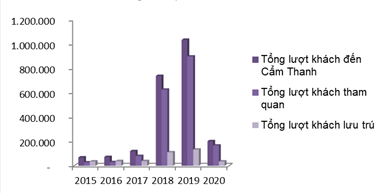 1.200.000
1.000.000
800.000
600.000
400.000
200.000
-
2015 2016 2017 2018 2019 2020
Tổng lượt khách đến
Cẩm Thanh
Tổng lượt khách tham
quan
Tổng lượt khách lưu trú